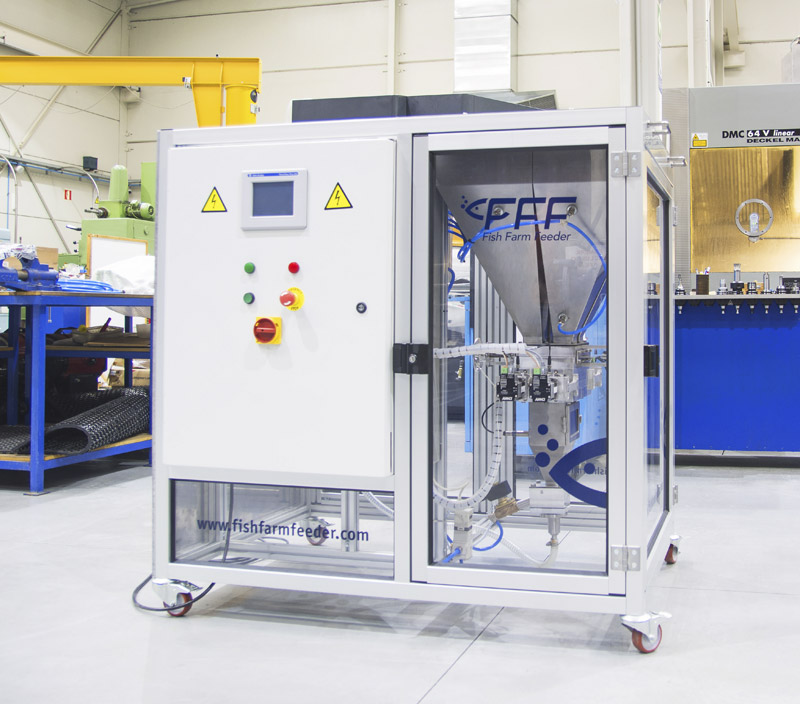 DMC 64 V linear
DECKEL MA
FFF
Fish Farm Feeder
www.fishfarmfeeder.com